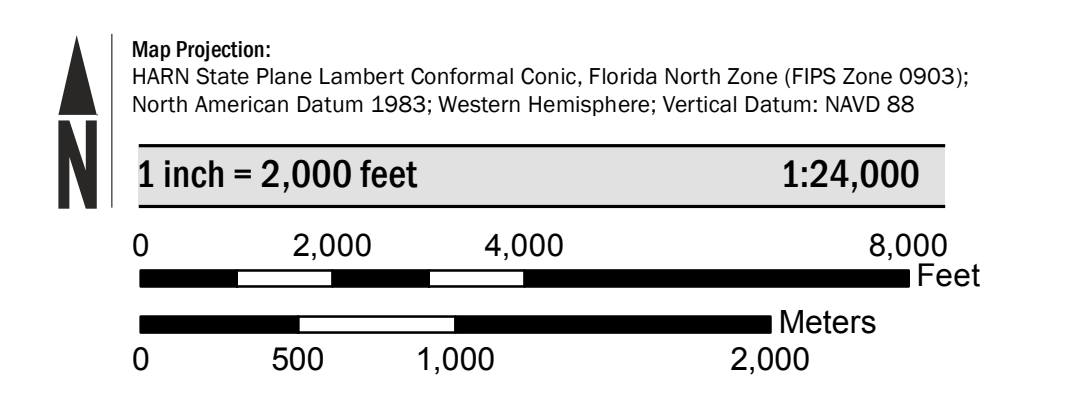 Map Projection:
HARN State Plane Lambert Conformal Conic, Florida North Zone (FIPS Zone 0903);
North American Datum 1983; Western Hemisphere; Vertical Datum: NAVD 88
N
1 inch = 2,000 feet 1:24,000
0 2,000 4,000 8,000
Feet
Meters
0 500 1,000 2,000